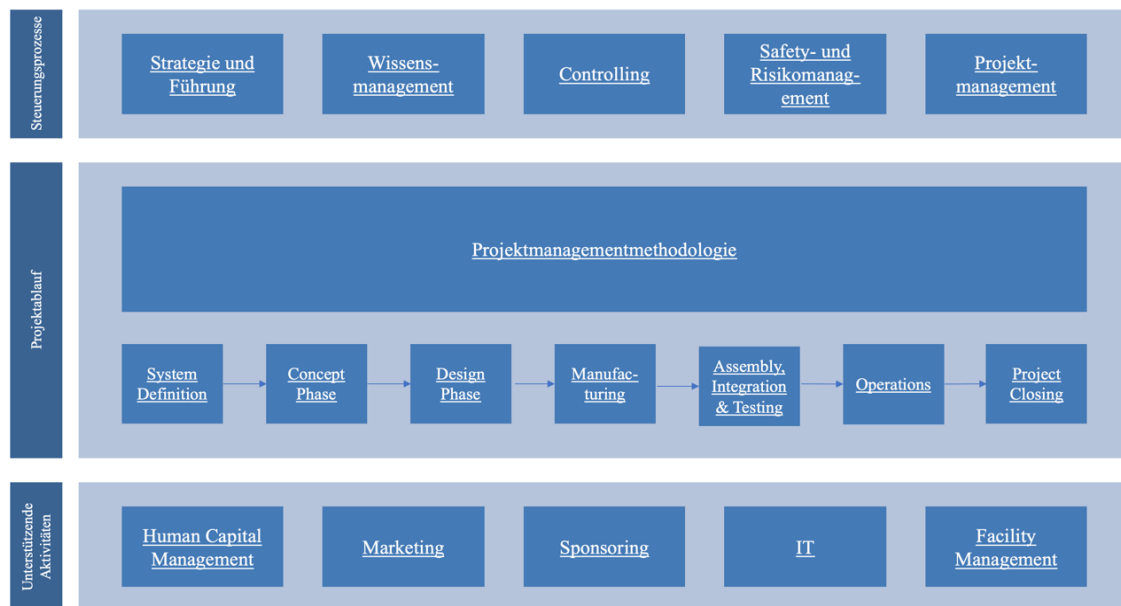 Steuerungsprozesse
Strategie und
Führung
Wissens-
management
Controlling
Safety- und
Risikomanag-
ement
Projekt-
management
Projektablauf
Projektmanagementmethodologie
System
Definition
Concept
Phase
Design
Phase
Manufac-
turing
Assembly,
Integration
& Testing
Operations
Project
Closing
Unterstützende
Aktivitäten
Human Capital
Management
Marketing
Sponsoring
IT
Facility
Management